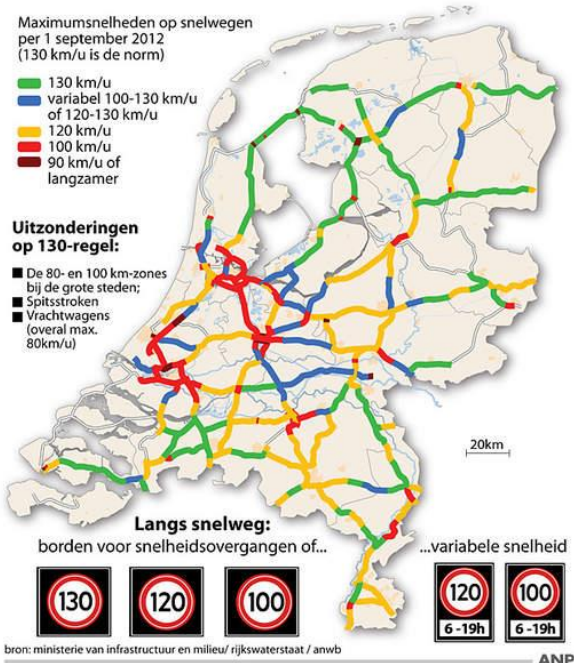 Maximumsnelheden op snelwegen
per 1 september 2012
(130 km/u is de norm)
130 km/u
variabel 100-130 km/u
of 120-130 km/u
120 km/u
100 km/u
90 km/u of
langzamer
Uitzonderingen
op 130-regel:
De 80- en 100 km-zones
bij de grote steden;
Spitsstroken
Vrachtwagens
(overal max.
80km/u)
20km
Langs snelweg:
borden voor snelheidsovergangen of...
...variabele snelheid
130
120
100
120
6 -19h
100
6 -19h
bron: ministerie van infrastructuur en milieu/ rijkswaterstaat / anwb
ANP